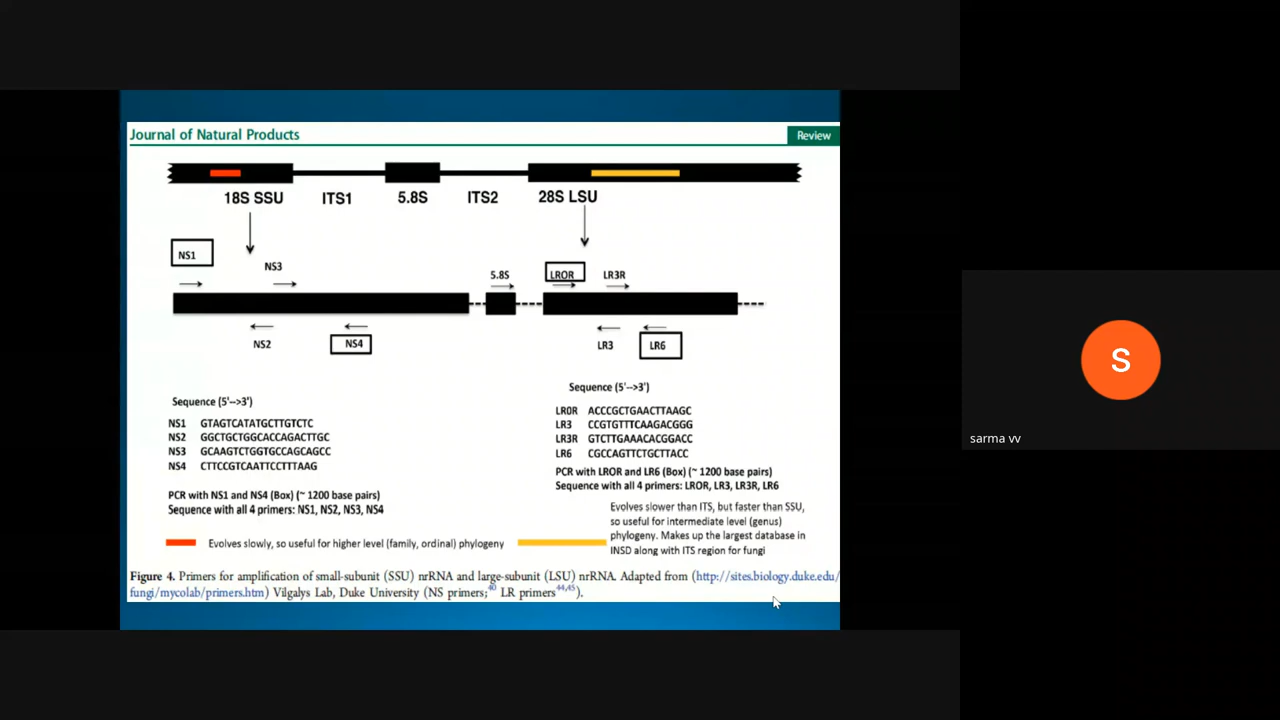 Journal of Natural Products
Review
18S SSU ITS1 5.8S ITS2 28S LSU
NS1
NS3
5.8S
LROR
LR3R
NS2
NS4
LR3
LR6
Sequence (5'-->3')
NS1 GTAGTCATATGCTTGTCTC
NS2 GGCTGCTGGCACCAGACTTGC
NS3 GCAAGTCTGGTGCCAGCAGCC
NS4 CTTCCGTCAATTCCTTTAAG
PCR with NS1 and NS4 (Box) (~ 1200 base pairs)
Sequence with all 4 primers: NS1, NS2, NS3, NS4
Sequence (5'-->3')
LR0R ACCCGCTGAACTTAAGC
LR3 CCGTGTTTCAAGACGGG
LR3R GTCTTGAAACACGGACC
LR6 CGCCAGTTCTGCTTACC
PCR with LROR and LR6 (Box) (~ 1200 base pairs)
Sequence with all 4 primers: LROR, LR3, LR3R, LR6
Evolves slowly, so useful for higher level (family, ordinal) phylogeny
Evolves slower than ITS, but faster than SSU,
so useful for intermediate level (genus)
phylogeny. Makes up the largest database in
INSD along with ITS region for fungi
Figure 4. Primers for amplification of small-subunit (SSU) nrRNA and large-subunit (LSU) nrRNA. Adapted from (http://sites.biology.duke.edu/
fungi/mycolab/primers.htm) Vilgalys Lab, Duke University (NS primers;40 LR primers44,45).
S
sarma vv